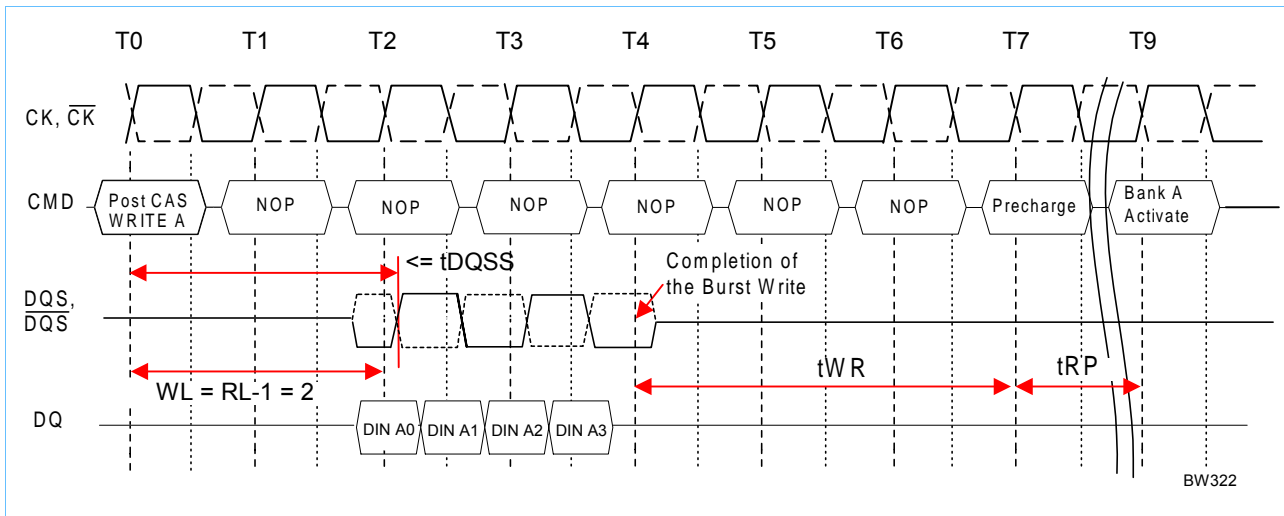 T0 T1 T2 T3 T4 T5 T6 T7 T9
CK, CK
CMD
Post CAS
WRITE A
NOP
NOP
NOP
NOP
NOP
NOP
Precharge
Bank A
Activate
<= tDQSS
Completion of
the Burst Write
DQS,
DQS
WL = RL-1 = 2
tWR
tRP
DQ
DIN A0
DIN A1
DIN A2
DIN A3
BW322